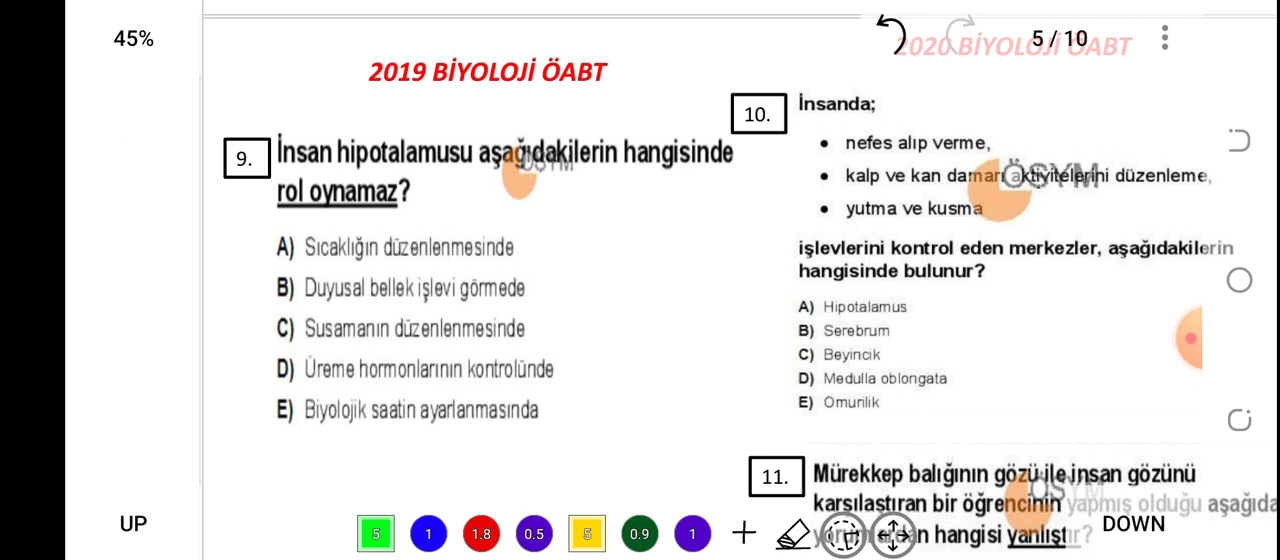 45%
5 / 10
2020 BİYOLOJİ ÖABT
2019 BİYOLOJİ ÖABT
9.
İnsan hipotalamusu aşağıdakilerin hangisinde
rol oynamaz?
ÖSYM
A) Sıcaklığın düzenlenmesinde
B) Duyusal bellek işlevi görmede
C) Susamanın düzenlenmesinde
D) Üreme hormonlarının kontrolünde
E) Biyolojik saatin ayarlanmasında
10.
İnsanda;
• nefes alıp verme,
• kalp ve kan damarı aktivitelerini düzenleme,
• yutma ve kusma
ÖSYM
işlevlerini kontrol eden merkezler, aşağıdakilerin
hangisinde bulunur?
A) Hipotalamus
B) Serebrum
C) Beyincik
D) Medulla oblongata
E) Omurilik
11.
Mürekkep balığının gözü ile insan gözünü
karşılaştıran bir öğrencinin yapmış olduğu aşağıda
hangisi yanlıştır?
ÖSYM
UP
5 1 1.8 0.5 5 0.9 1
DOWN